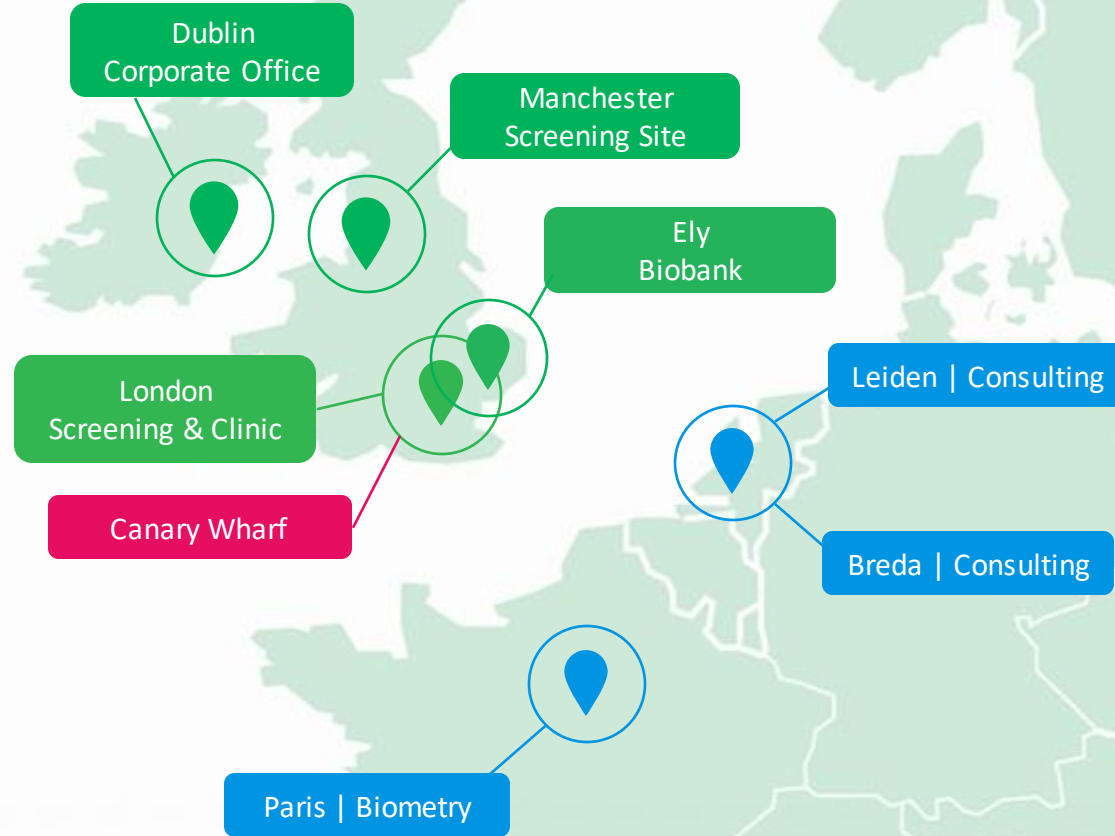 Dublin
Corporate Office
Manchester
Screening Site
Ely
Biobank
London
Screening & Clinic
Leiden | Consulting
Canary Wharf
Breda | Consulting
Paris | Biometry